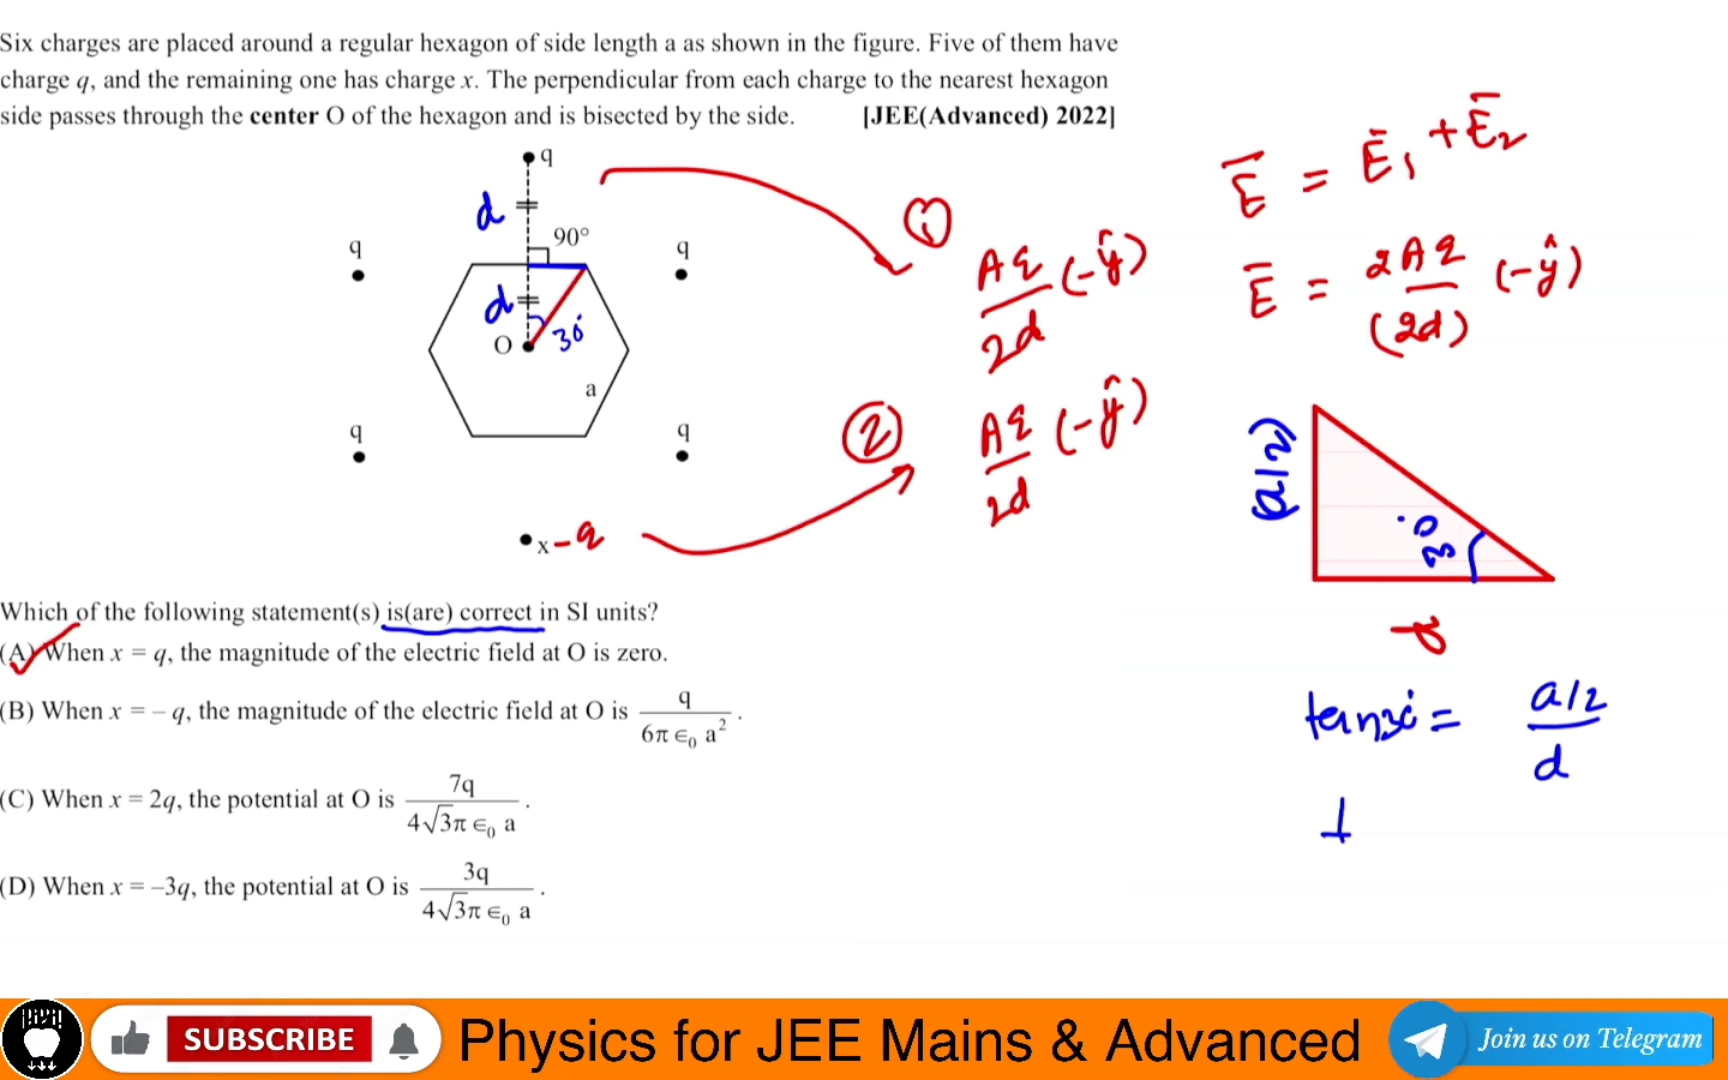 Six charges are placed around a regular hexagon of side length a as shown in the figure. Five of them have
charge q, and the remaining one has charge x. The perpendicular from each charge to the nearest hexagon
side passes through the center O of the hexagon and is bisected by the side. [JEE(Advanced) 2022]
q
d
90°
q
q
d
30°
O
a
q
q
x - q
① Aq/2d (-ŷ)
② Aq/2d (-ŷ)
E̅ = E̅₁ + E̅₂
E̅ = 2Aq/(2d) (-ŷ)
(a/2)
30°
tan30° = a/2 / d
1
Which of the following statement(s) is(are) correct in SI units?
(A) When x = q, the magnitude of the electric field at O is zero.
(B) When x = – q, the magnitude of the electric field at O is q/6π∈₀ a².
(C) When x = 2q, the potential at O is 7q/4√3π∈₀ a.
(D) When x = –3q, the potential at O is 3q/4√3π∈₀ a.
SUBSCRIBE
Physics for JEE Mains & Advanced
Join us on Telegram